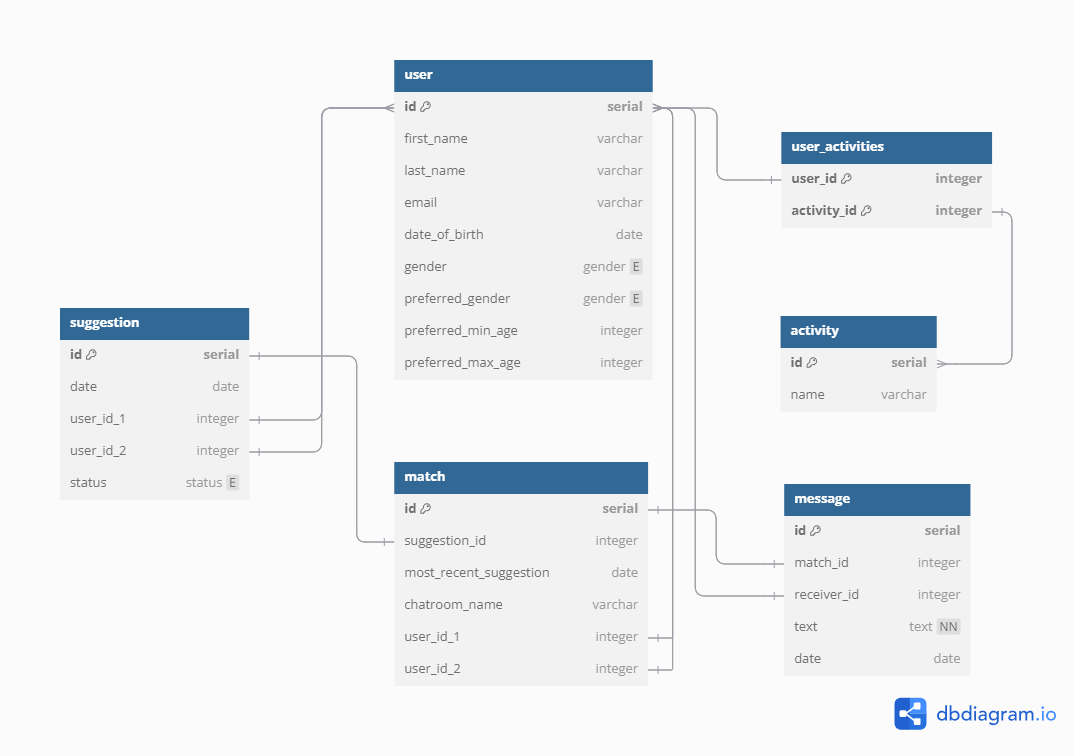 user
id serial
first_name varchar
last_name varchar
email varchar
date_of_birth date
gender gender E
preferred_gender gender E
preferred_min_age integer
preferred_max_age integer
user_activities
user_id integer
activity_id integer
suggestion
id serial
date date
user_id_1 integer
user_id_2 integer
status status E
activity
id serial
name varchar
match
id serial
suggestion_id integer
most_recent_suggestion date
chatroom_name varchar
user_id_1 integer
user_id_2 integer
message
id serial
match_id integer
receiver_id integer
text text NN
date date
dbdiagram.io